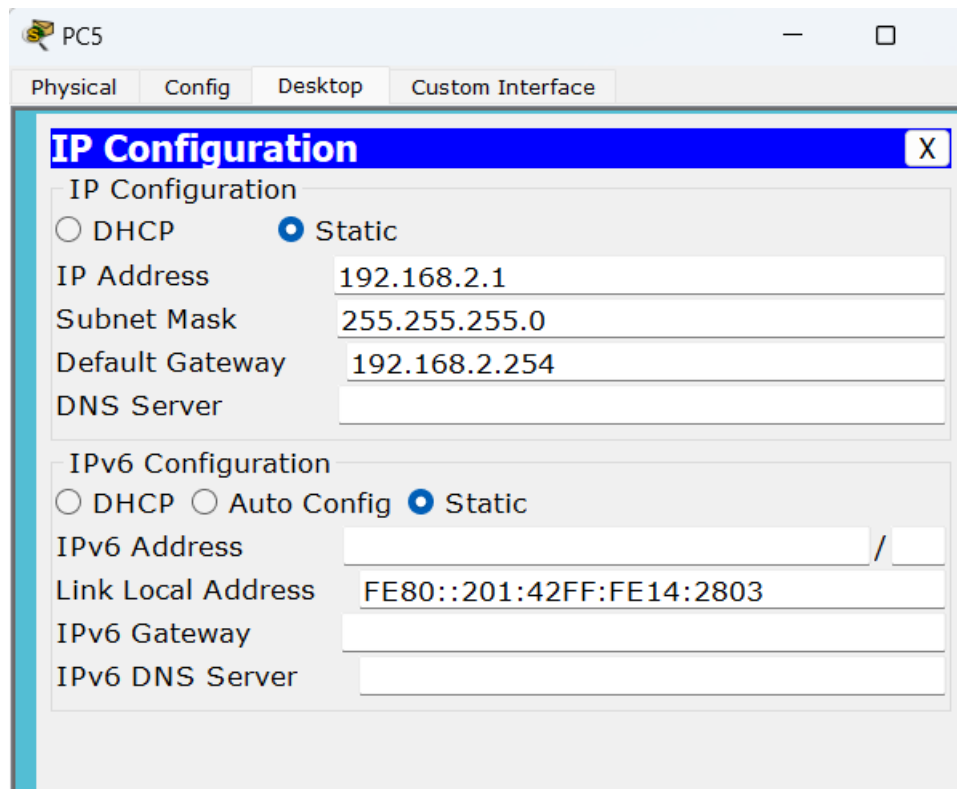 PC5
Physical Config Desktop Custom Interface
IP Configuration X
IP Configuration
DHCP Static
IP Address 192.168.2.1
Subnet Mask 255.255.255.0
Default Gateway 192.168.2.254
DNS Server
IPv6 Configuration
DHCP Auto Config Static
IPv6 Address /
Link Local Address FE80::201:42FF:FE14:2803
IPv6 Gateway
IPv6 DNS Server